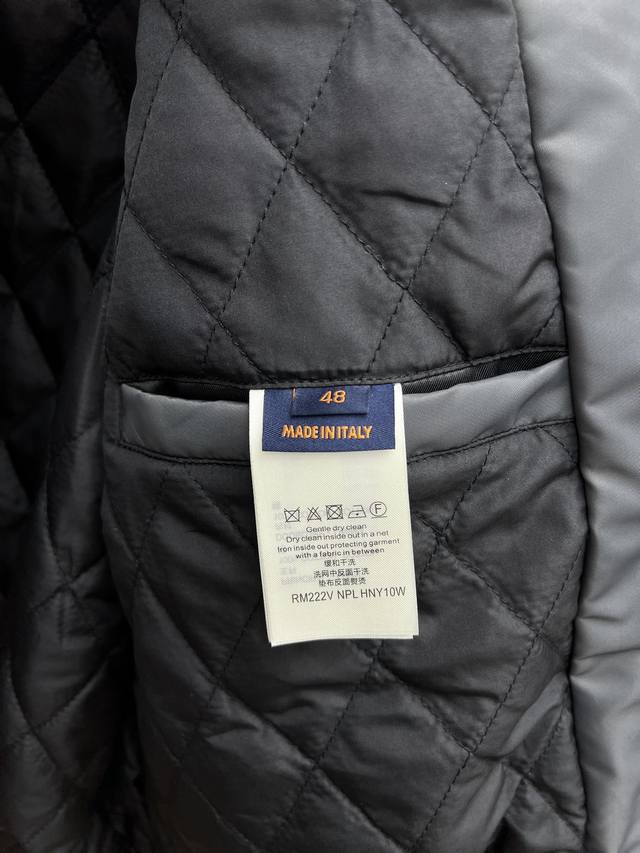 48
MADE IN ITALY
Gentle dry clean
Dry clean inside out in a net
Iron inside out protecting garment
with a fabric in between
缓和干洗
洗网中反面干洗
垫布反面熨烫
RM222V NPL HNY10W